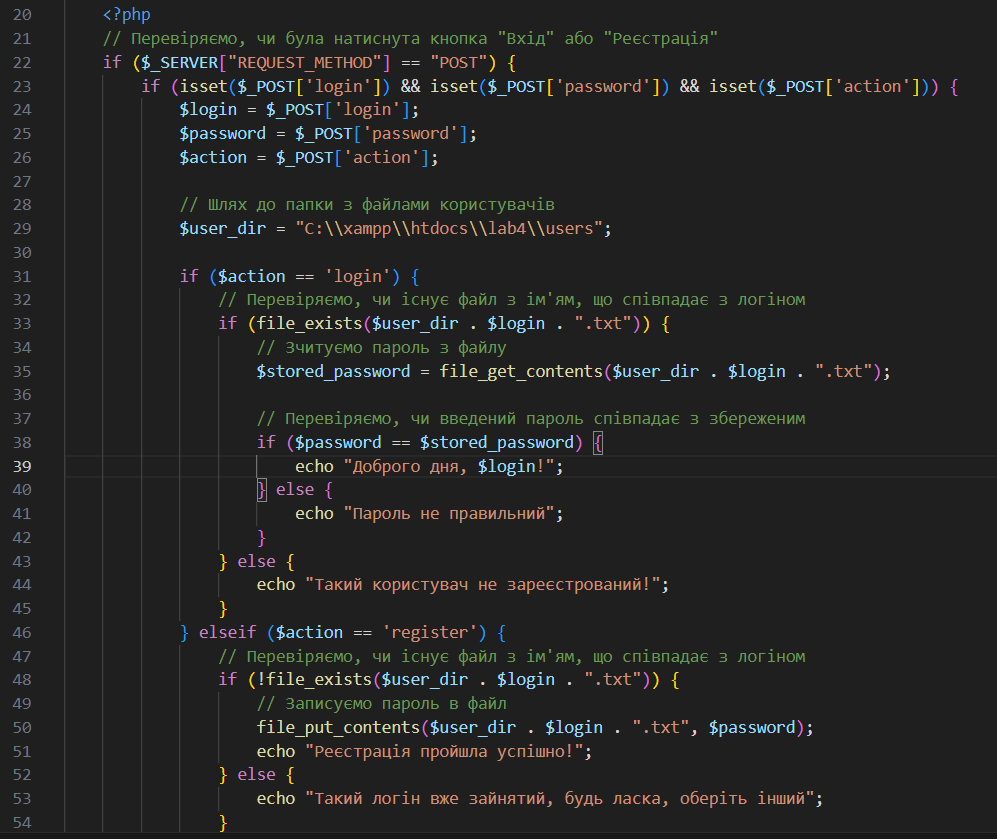 20 <?php
21 // Перевіряємо, чи була натиснута кнопка "Вхід" або "Реєстрація"
22 if ($_SERVER["REQUEST_METHOD"] == "POST") {
23 if (isset($_POST['login']) && isset($_POST['password']) && isset($_POST['action'])) {
24 $login = $_POST['login'];
25 $password = $_POST['password'];
26 $action = $_POST['action'];
27
28 // Шлях до папки з файлами користувачів
29 $user_dir = "C:\\xampp\\htdocs\\lab4\\users";
30
31 if ($action == 'login') {
32 // Перевіряємо, чи існує файл з ім'ям, що співпадає з логіном
33 if (file_exists($user_dir . $login . ".txt")) {
34 // Зчитуємо пароль з файлу
35 $stored_password = file_get_contents($user_dir . $login . ".txt");
36
37 // Перевіряємо, чи введений пароль співпадає з збереженим
38 if ($password == $stored_password) {
39 echo "Доброго дня, $login!";
40 } else {
41 echo "Пароль не правильний";
42 }
43 } else {
44 echo "Такий користувач не зареєстрований!";
45 }
46 } elseif ($action == 'register') {
47 // Перевіряємо, чи існує файл з ім'ям, що співпадає з логіном
48 if (!file_exists($user_dir . $login . ".txt")) {
49 // Записуємо пароль в файл
50 file_put_contents($user_dir . $login . ".txt", $password);
51 echo "Реєстрація пройшла успішно!";
52 } else {
53 echo "Такий логін вже зайнятий, будь ласка, оберіть інший";
54 }